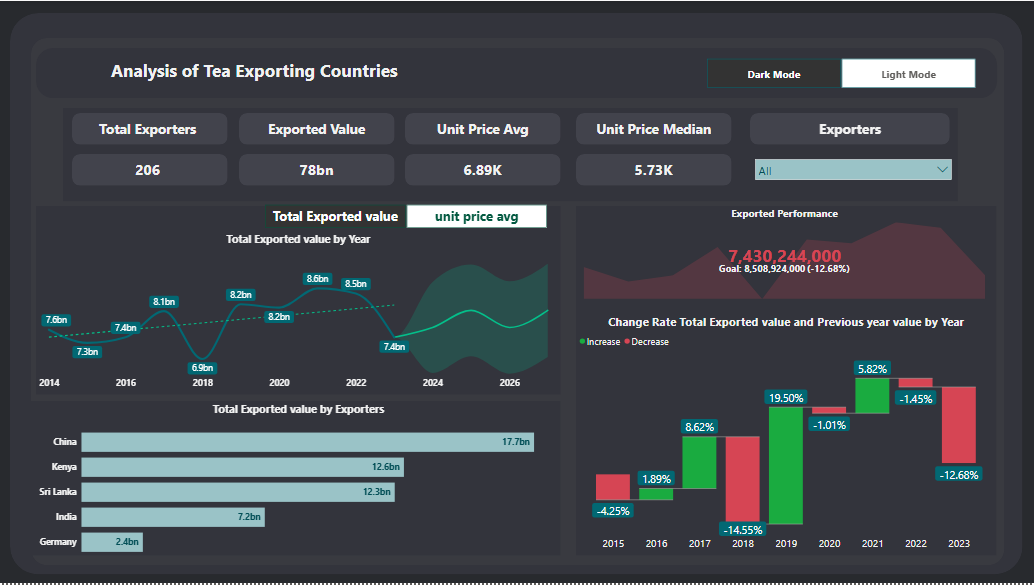 Analysis of Tea Exporting Countries
Dark Mode
Light Mode
Total Exporters
Exported Value
Unit Price Avg
Unit Price Median
Exporters
206
78bn
6.89K
5.73K
All
Total Exported value
unit price avg
Total Exported value by Year
7.6bn
7.3bn
7.4bn
8.1bn
6.9bn
8.2bn
8.2bn
8.6bn
8.5bn
7.4bn
2014
2016
2018
2020
2022
2024
2026
Exported Performance
7,430,244,000
Goal: 8,508,924,000 (-12.68%)
Total Exported value by Exporters
China
17.7bn
Kenya
12.6bn
Sri Lanka
12.3bn
India
7.2bn
Germany
2.4bn
Change Rate Total Exported value and Previous year value by Year
Increase
Decrease
-4.25%
1.89%
8.62%
-14.55%
19.50%
-1.01%
5.82%
-1.45%
-12.68%
2015
2016
2017
2018
2019
2020
2021
2022
2023